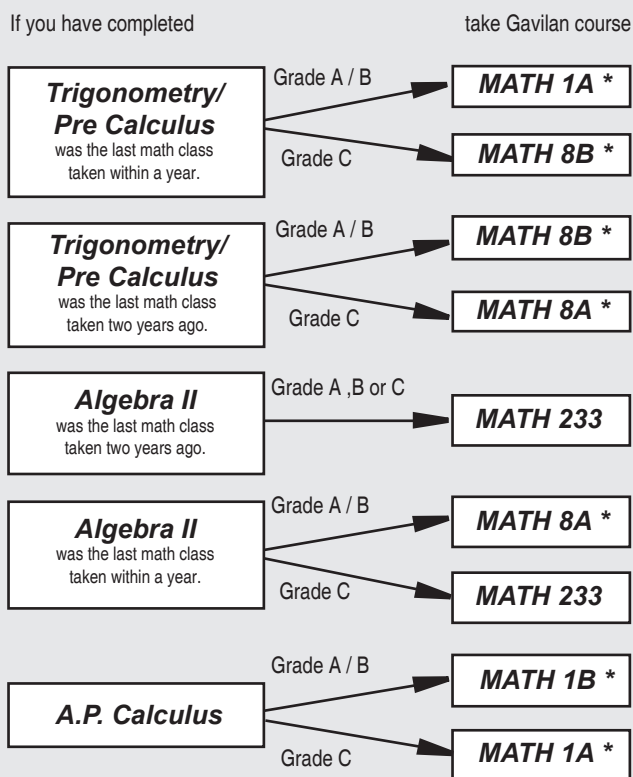 If you have completed take Gavilan course
Trigonometry/
Pre Calculus
was the last math class
taken within a year.
Grade A / B
MATH 1A *
Grade C
MATH 8B *
Trigonometry/
Pre Calculus
was the last math class
taken two years ago.
Grade A / B
MATH 8B *
Grade C
MATH 8A *
Algebra II
was the last math class
taken two years ago.
Grade A ,B or C
MATH 233
Algebra II
was the last math class
taken within a year.
Grade A / B
MATH 8A *
Grade C
MATH 233
A.P. Calculus
Grade A / B
MATH 1B *
Grade C
MATH 1A *